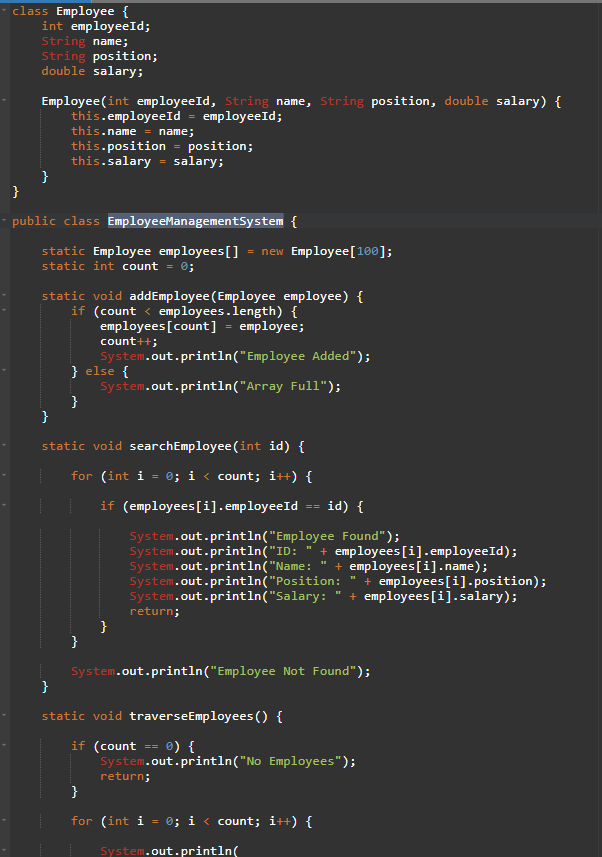 class Employee {
    int employeeId;
    String name;
    String position;
    double salary;

    Employee(int employeeId, String name, String position, double salary) {
        this.employeeId = employeeId;
        this.name = name;
        this.position = position;
        this.salary = salary;
    }
}

public class EmployeeManagementSystem {

    static Employee employees[] = new Employee[100];
    static int count = 0;

    static void addEmployee(Employee employee) {
        if (count < employees.length) {
            employees[count] = employee;
            count++;
            System.out.println("Employee Added");
        } else {
            System.out.println("Array Full");
        }
    }

    static void searchEmployee(int id) {

        for (int i = 0; i < count; i++) {

            if (employees[i].employeeId == id) {

                System.out.println("Employee Found");
                System.out.println("ID: " + employees[i].employeeId);
                System.out.println("Name: " + employees[i].name);
                System.out.println("Position: " + employees[i].position);
                System.out.println("Salary: " + employees[i].salary);
                return;
            }
        }

        System.out.println("Employee Not Found");
    }

    static void traverseEmployees() {

        if (count == 0) {
            System.out.println("No Employees");
            return;
        }

        for (int i = 0; i < count; i++) {

            System.out.println(